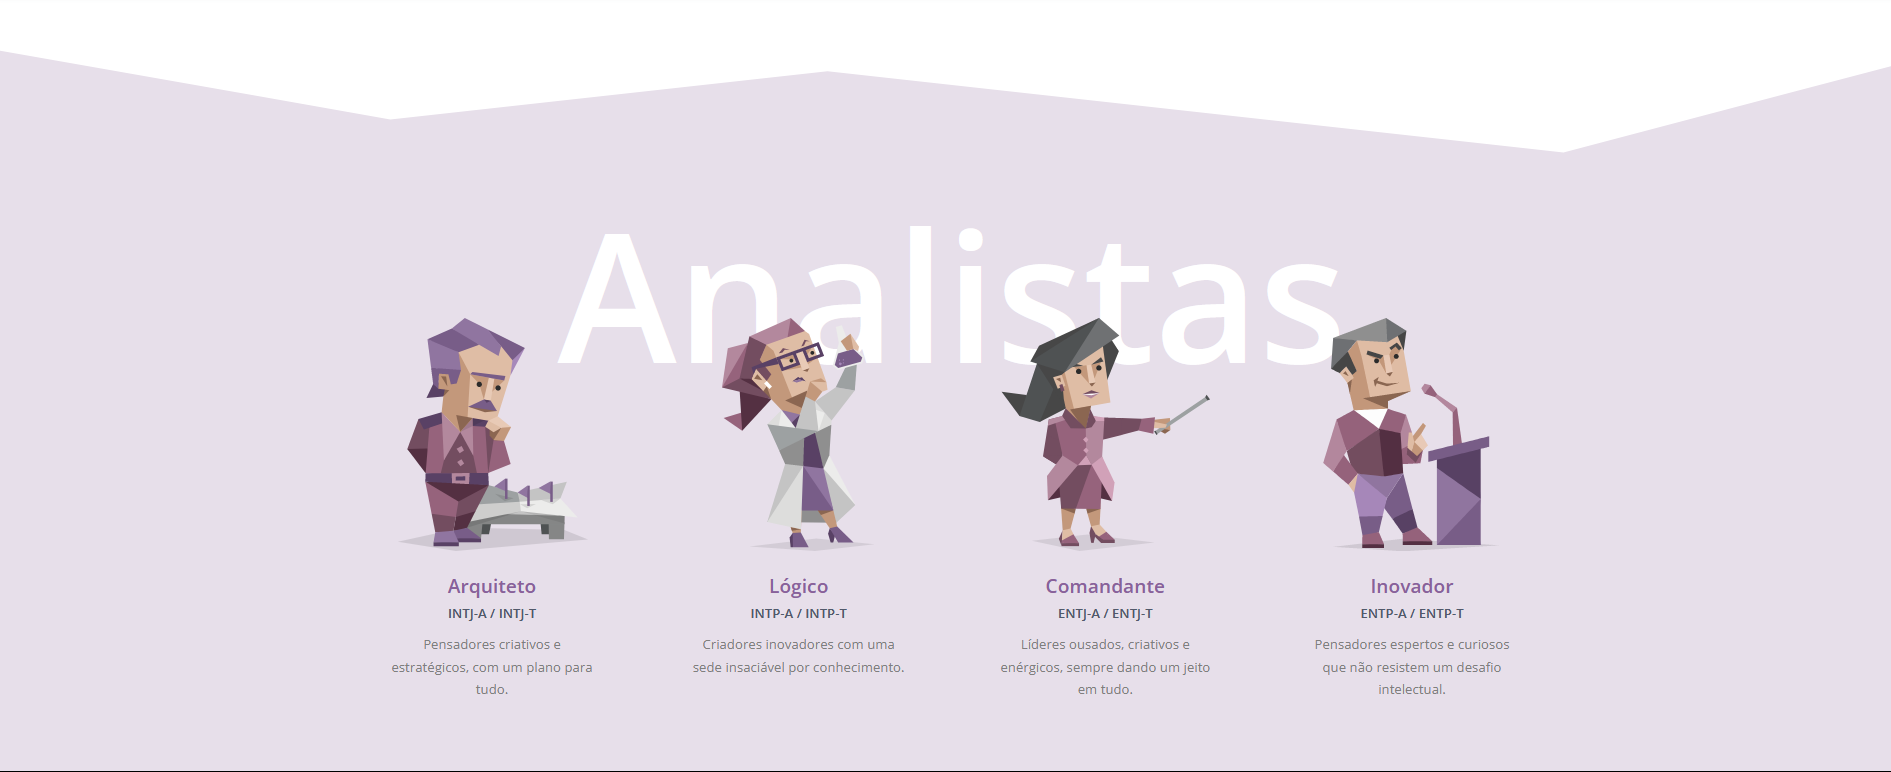 Analistas
Arquiteto
INTJ-A / INTJ-T
Pensadores criativos e
estratégicos, com um plano para
tudo.
Lógico
INTP-A / INTP-T
Criadores inovadores com uma
sede insaciável por conhecimento.
Comandante
ENTJ-A / ENTJ-T
Líderes ousados, criativos e
enérgicos, sempre dando um jeito
em tudo.
Inovador
ENTP-A / ENTP-T
Pensadores espertos e curiosos
que não resistem um desafio
intelectual.